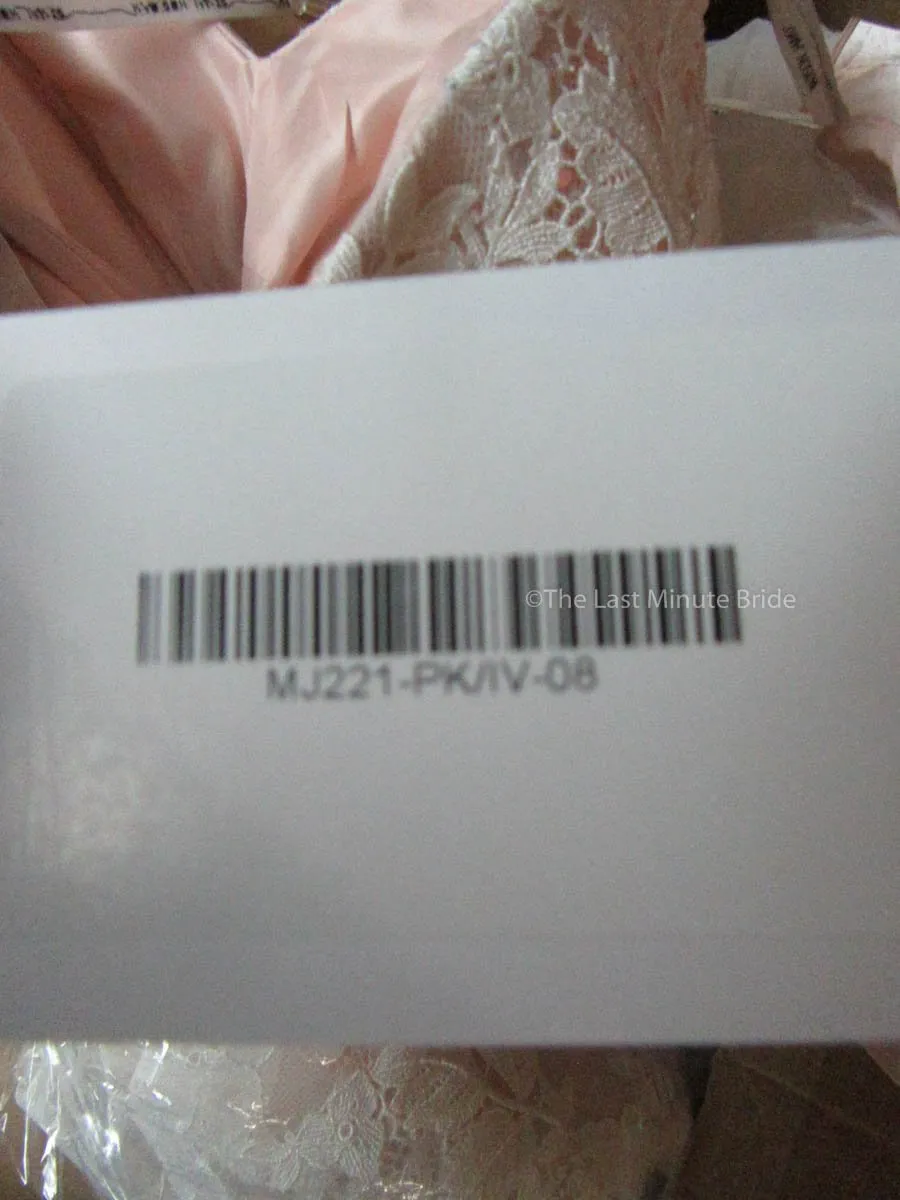 ©The Last Minute Bride
MJ221-PK/IV-08